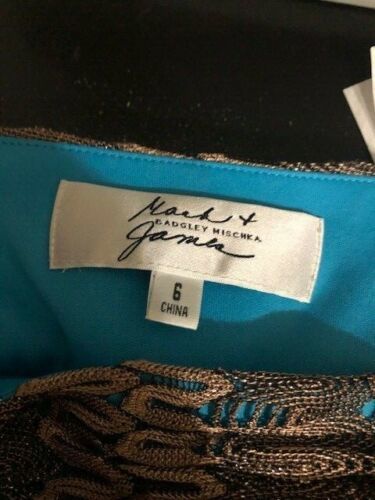 Mark +
BADGLEY MISCHKA
James
6
CHINA